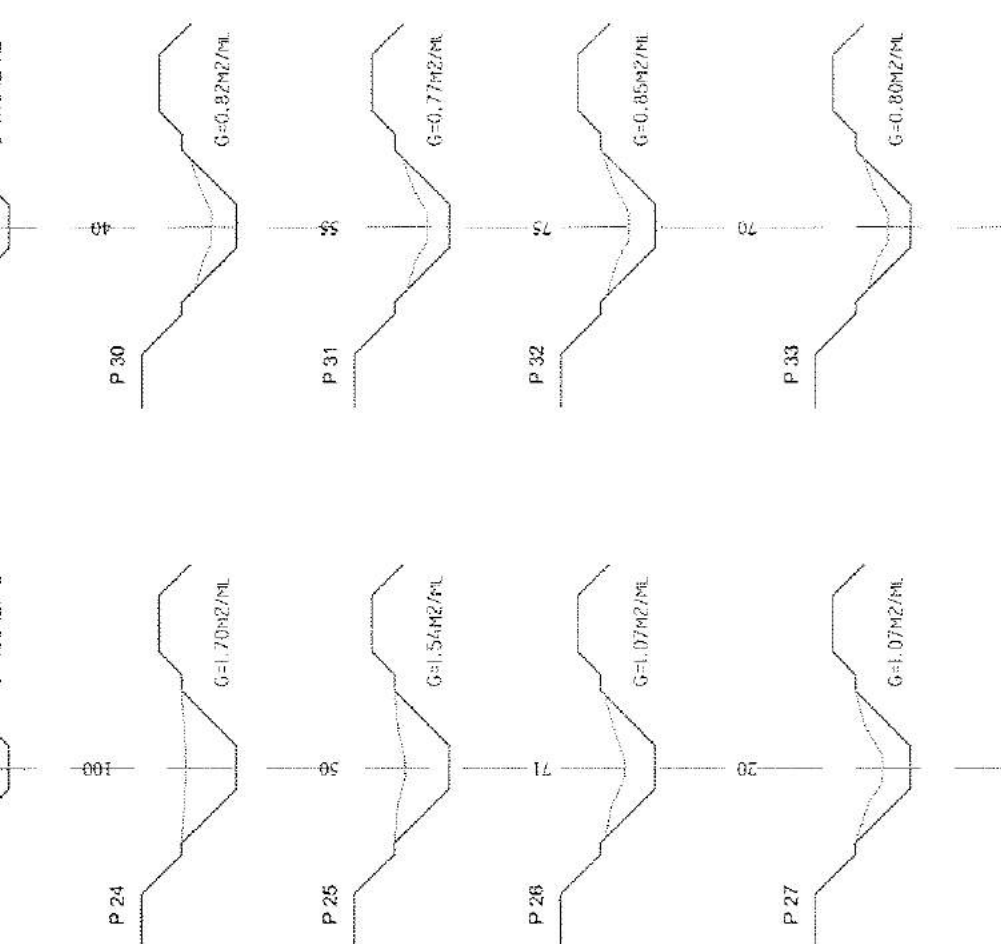 P 30
G=0.82M2/ML
P 31
G=0.77M2/ML
P 32
G=0.85M2/ML
P 33
G=0.80M2/ML
40
55
75
70
P 24
G=1.70M2/ML
P 25
G=1.54M2/ML
P 26
G=1.07M2/ML
P 27
G=1.07M2/ML
100
71
20